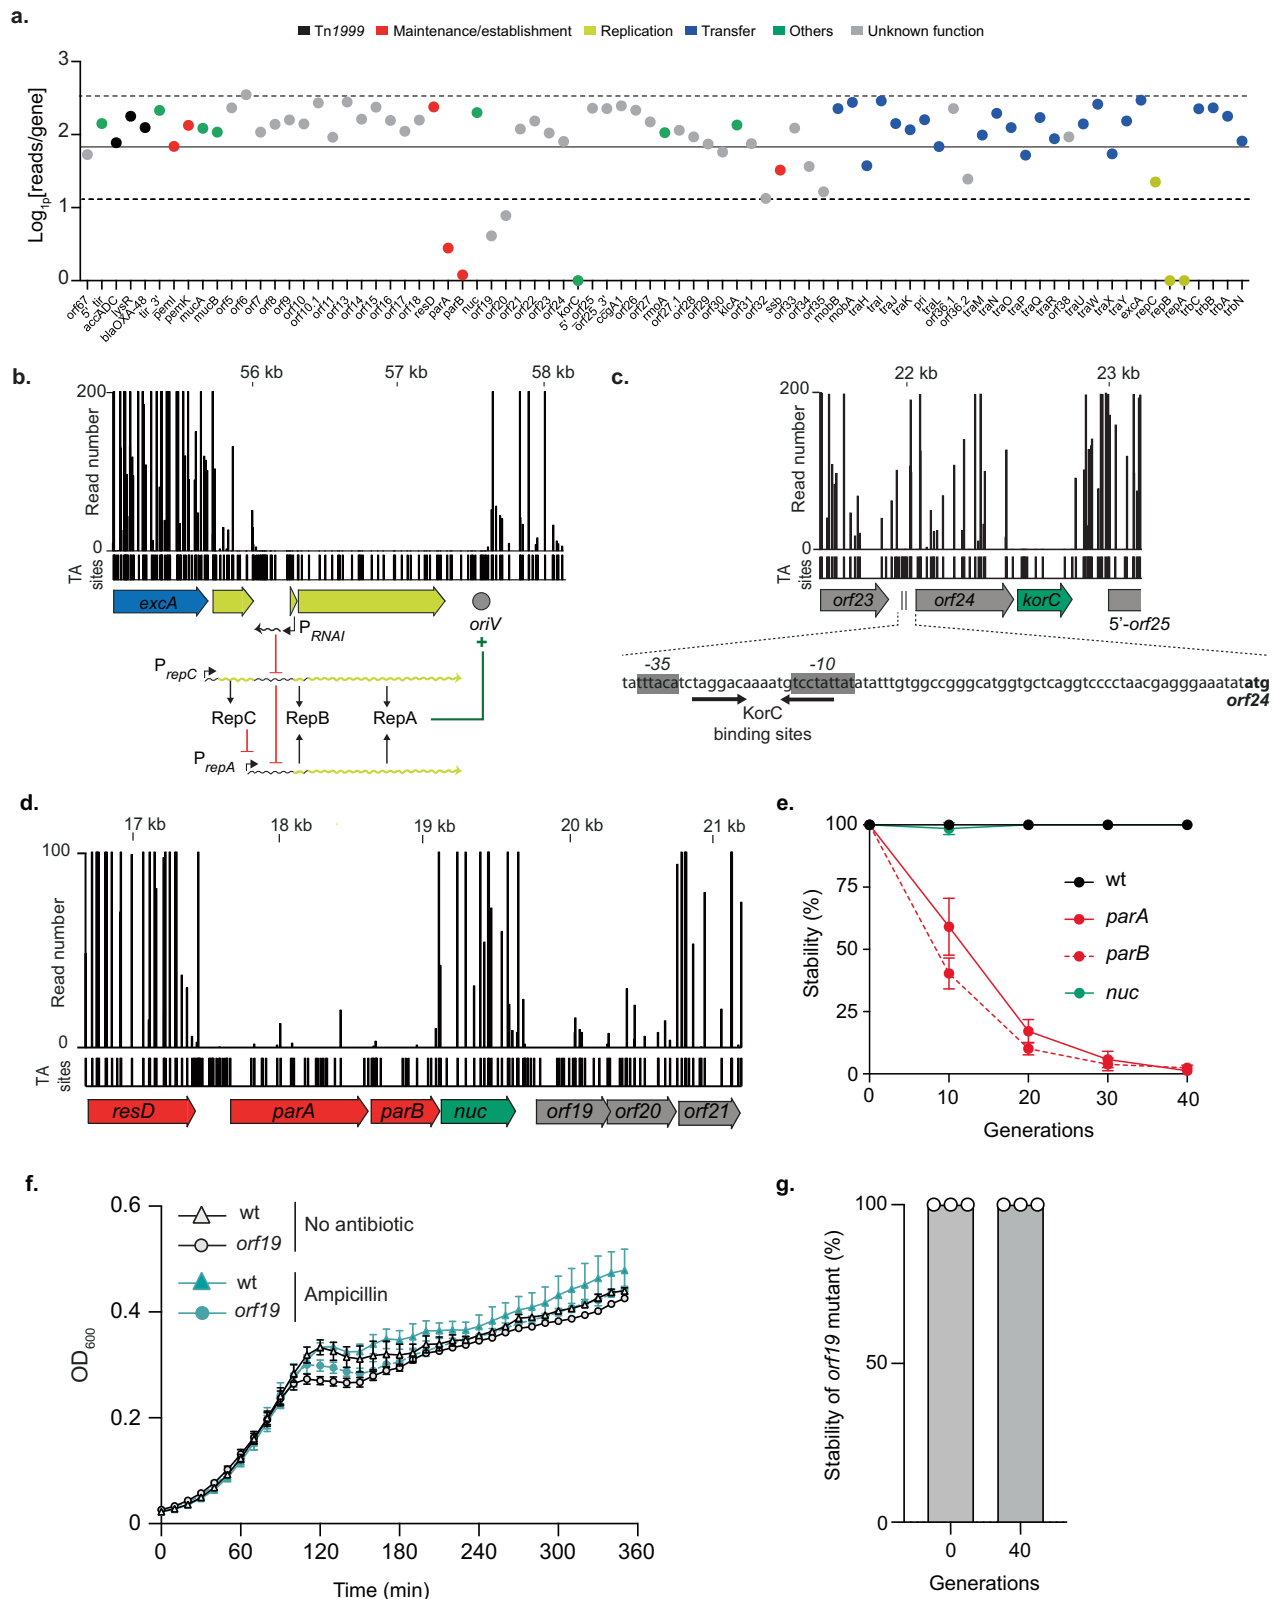 a.
Tn1999 Maintenance/establishment Replication Transfer Others Unknown function
Log1p[reads/gene]
3
2
1
0
orf67
5'_tir
accADC
lysR
blaOXA-48
tir_3'
pemI
pemK
mucA
mucB
orf5
orf6
orf7
orf8
orf9
orf10
orf10.1
orf11
orf13
orf14
orf15
orf16
orf17
orf18
resD
parA
parB
nuc
orf19
orf20
orf21
orf22
orf23
orf24
korC
5'_orf25
orf25_3'
ccgA1
orf26
orf27
rmoA
orf27.1
orf28
orf29
orf30
klcA
orf31
orf32
ssb
orf33
orf34
orf35
mobB
mobA
traH
traI
traJ
traK
pri
traL
orf36.1
orf36.2
traM
traN
traO
traP
traQ
traR
orf38
traU
traW
traX
traY
excA
repC
repB
repA
trbC
trbB
trbA
trbN
b.
56 kb 57 kb 58 kb
200
0
Read number
TA sites
excA
oriV
PRNAI
+
PrepC
RepC RepB RepA
PrepA
c.
22 kb 23 kb
200
0
Read number
TA sites
orf23 orf24 korC
5'-orf25
-35 -10
tatttacatctaggacaaaatgtcctattatatatttgtggccgggcatggtgctcaggtcccctaacgagggaaatatatg
orf24
KorC
binding sites
d.
17 kb 18 kb 19 kb 20 kb 21 kb
100
0
Read number
TA sites
resD parA parB nuc orf19 orf20 orf21
e.
Stability (%)
100
75
50
25
0
wt
parA
parB
nuc
0 10 20 30 40
Generations
f.
OD600
0.6
0.4
0.2
0
wt
orf19
No antibiotic
wt
orf19
Ampicillin
0 60 120 180 240 300 360
Time (min)
g.
Stability of orf19 mutant (%)
100
50
0
0 40
Generations